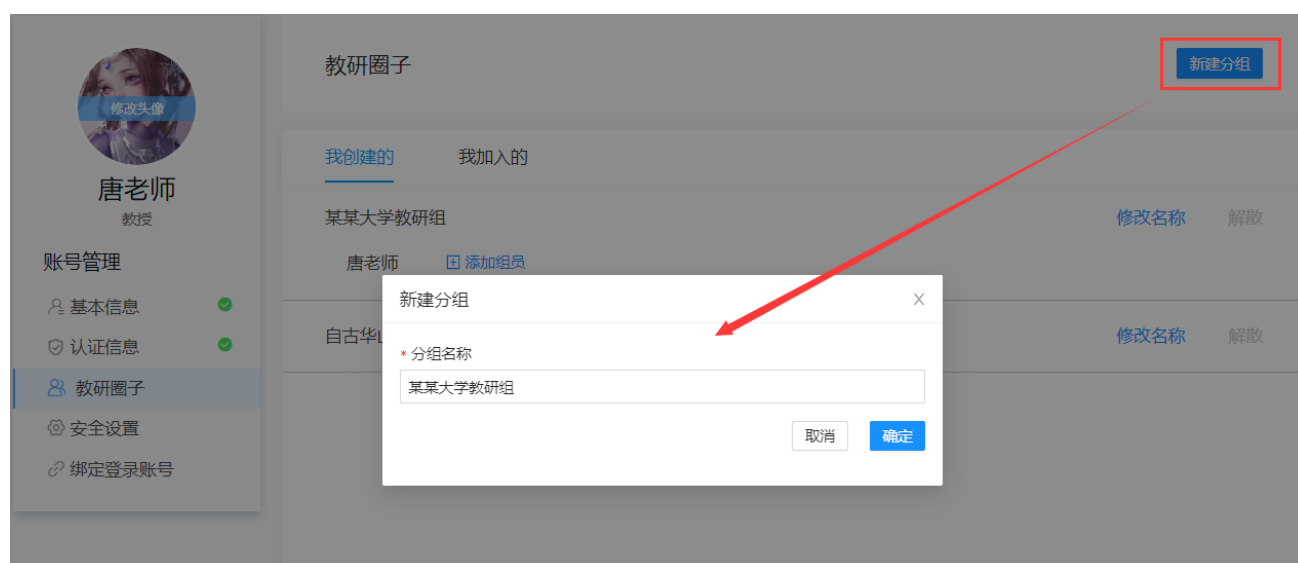 修改头像
唐老师
教授
账号管理
基本信息
认证信息
教研圈子
安全设置
绑定登录账号
教研圈子
新建分组
我创建的 我加入的
某某大学教研组 修改名称 解散
唐老师 添加组员
自古华 修改名称 解散
新建分组
* 分组名称
某某大学教研组
取消 确定